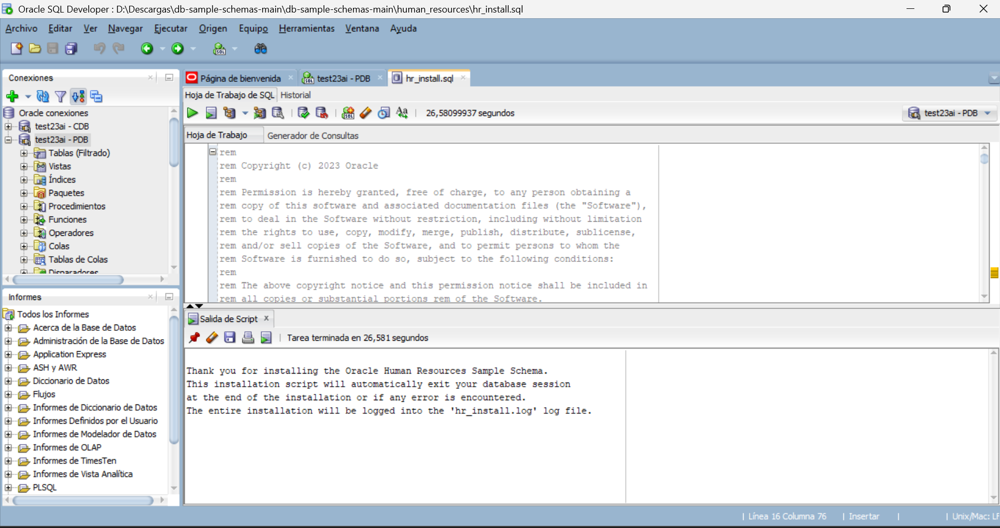 Oracle SQL Developer : D:\Descargas\db-sample-schemas-main\db-sample-schemas-main\human_resources\hr_install.sql
Archivo Editar Ver Navegar Ejecutar Origen Equipo Herramientas Ventana Ayuda
Conexiones
Oracle conexiones
test23ai - CDB
test23ai - PDB
Tablas (Filtrado)
Vistas
Índices
Paquetes
Procedimientos
Funciones
Operadores
Colas
Tablas de Colas
Disparadores
Informes
Todos los Informes
Acerca de la Base de Datos
Administración de la Base de Datos
Application Express
ASH y AWR
Diccionario de Datos
Flujos
Informes de Diccionario de Datos
Informes Definidos por el Usuario
Informes de Modelador de Datos
Informes de OLAP
Informes de TimesTen
Informes de Vista Analítica
PLSQL
Página de bienvenida test23ai - PDB hr_install.sql
Hoja de Trabajo de SQL Historial
26,58099937 segundos test23ai - PDB
Hoja de Trabajo Generador de Consultas
rem
rem Copyright (c) 2023 Oracle
rem
rem Permission is hereby granted, free of charge, to any person obtaining a
rem copy of this software and associated documentation files (the "Software"),
rem to deal in the Software without restriction, including without limitation
rem the rights to use, copy, modify, merge, publish, distribute, sublicense,
rem and/or sell copies of the Software, and to permit persons to whom the
rem Software is furnished to do so, subject to the following conditions:
rem
rem The above copyright notice and this permission notice shall be included in
rem all copies or substantial portions rem of the Software.
Salida de Script
Tarea terminada en 26,581 segundos
Thank you for installing the Oracle Human Resources Sample Schema.
This installation script will automatically exit your database session
at the end of the installation or if any error is encountered.
The entire installation will be logged into the 'hr_install.log' log file.
Línea 16 Columna 76 Insertar Unix/Mac: LF